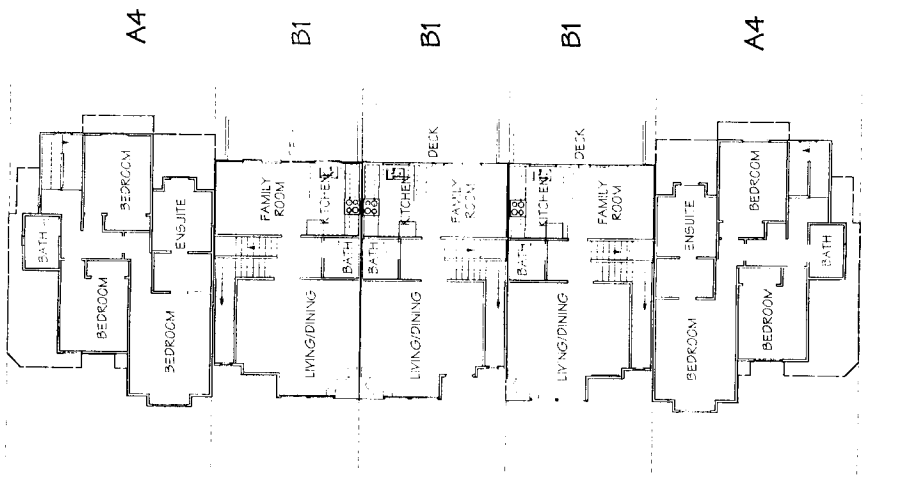 A4
B1
B1
B1
A4
DECK
DECK
BEDROOM
ENSUITE
BATH
BEDROOM
BEDROOM
FAMILY
ROOM
KITCHEN
BATH
LIVING/DINING
KITCHEN
FAMILY
ROOM
BATH
LIVING/DINING
KITCHEN
FAMILY
ROOM
BATH
LIVING/DINING
BEDROOM
ENSUITE
BATH
BEDROOM
BEDROOM